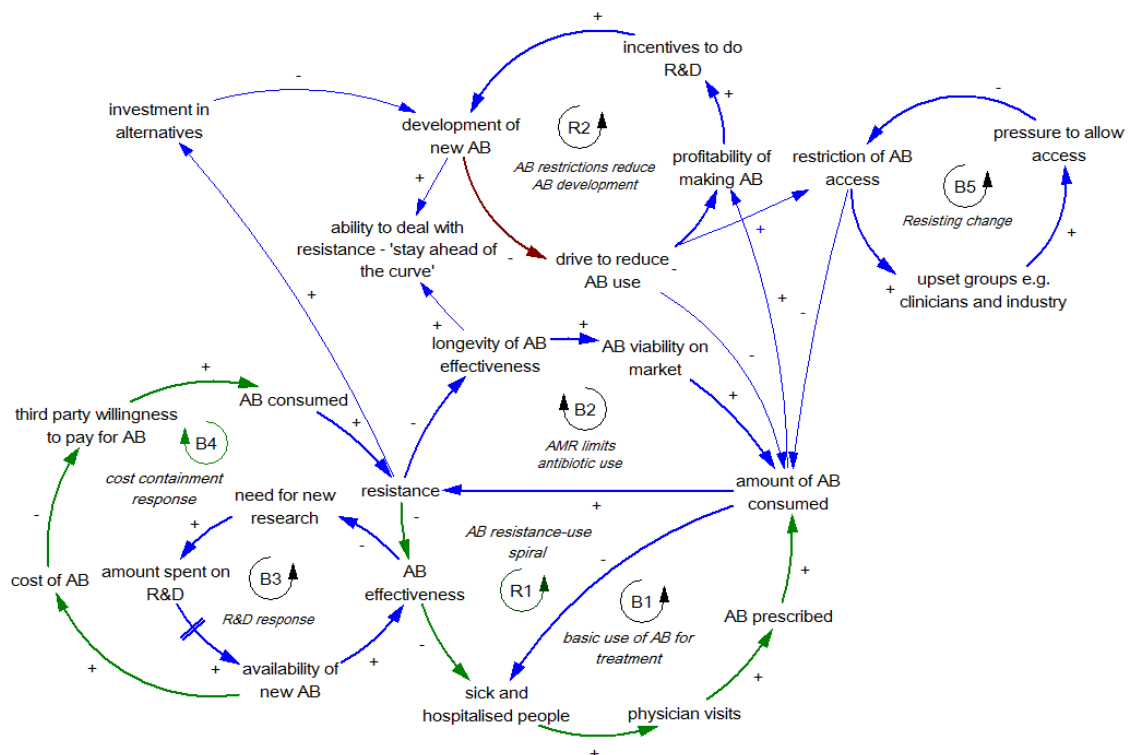 +
incentives to do
R&D
-
-
investment in
alternatives
+
pressure to allow
access
development of
new AB
R2
AB restrictions reduce
AB development
profitability of
making AB
restriction of AB
access
B5
Resisting change
+
ability to deal with
resistance - 'stay ahead of
the curve'
+
+
-
drive to reduce
AB use
-
+
upset groups e.g.
clinicians and industry
+
+
+
-
longevity of AB
effectiveness
+
AB viability on
market
-
+
AB consumed
third party willingness
to pay for AB
B4
cost containment
response
+
-
B2
AMR limits
antibiotic use
+
resistance
amount of AB
consumed
+
need for new
research
-
AB resistance-use
spiral
-
+
-
-
cost of AB
amount spent on
R&D
B3
R&D response
AB
effectiveness
R1
B1
basic use of AB for
treatment
+
AB prescribed
-
+
+
availability of
new AB
+
+
sick and
hospitalised people
physician visits
+